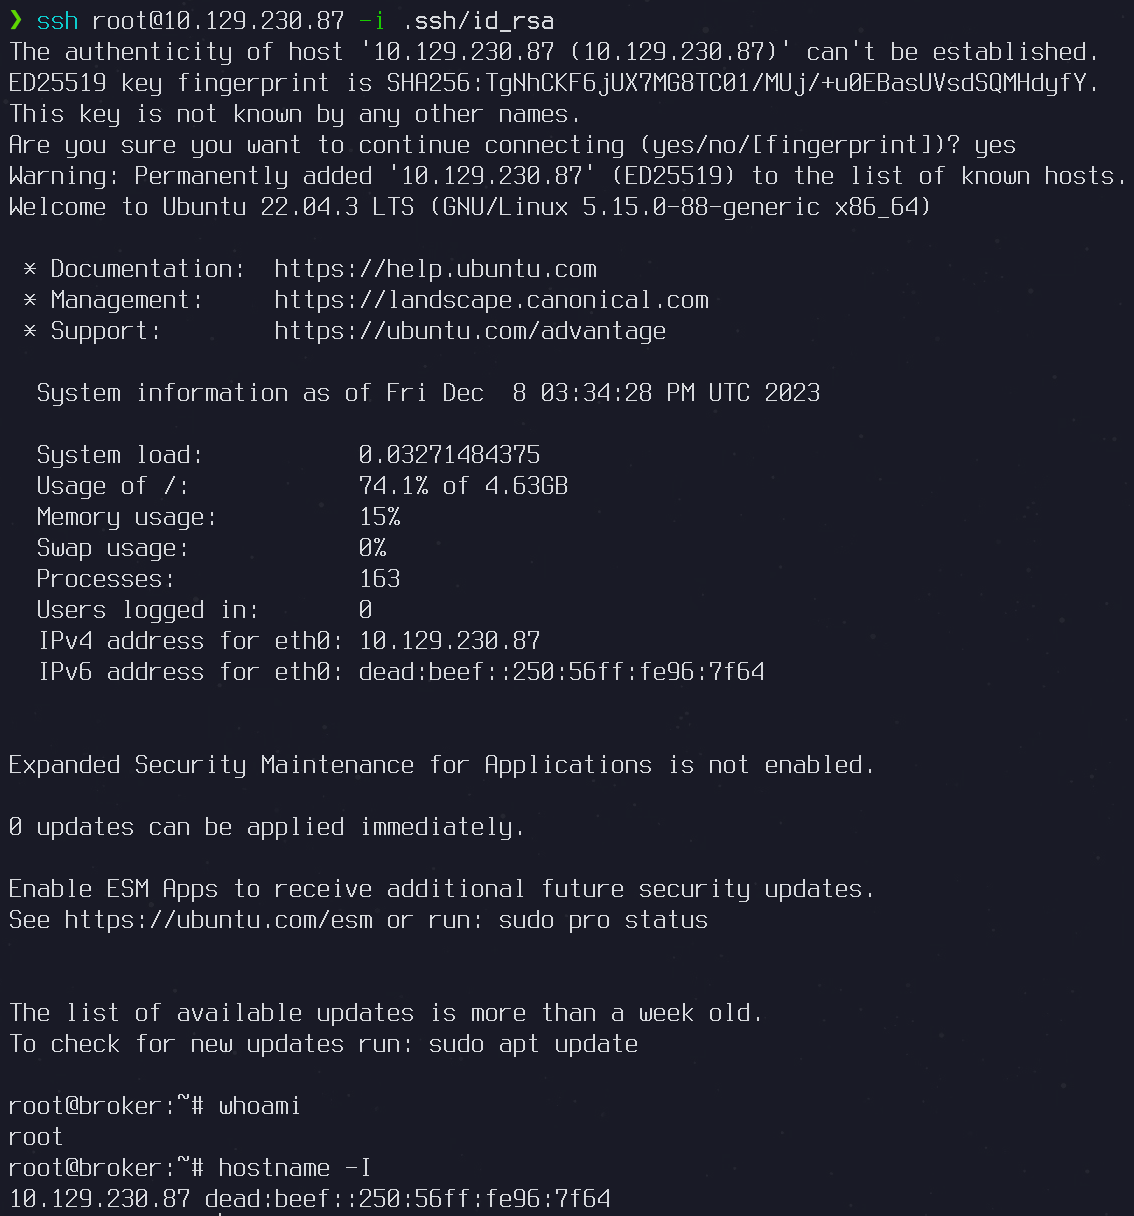 ❯ ssh root@10.129.230.87 -i .ssh/id_rsa
The authenticity of host '10.129.230.87 (10.129.230.87)' can't be established.
ED25519 key fingerprint is SHA256:TgNhCKF6jUX7MG8TC01/MUj/+u0EBasUVsdSQMHdyfY.
This key is not known by any other names.
Are you sure you want to continue connecting (yes/no/[fingerprint])? yes
Warning: Permanently added '10.129.230.87' (ED25519) to the list of known hosts.
Welcome to Ubuntu 22.04.3 LTS (GNU/Linux 5.15.0-88-generic x86_64)
* Documentation:  https://help.ubuntu.com
* Management:     https://landscape.canonical.com
* Support:        https://ubuntu.com/advantage
System information as of Fri Dec  8 03:34:28 PM UTC 2023
System load:           0.03271484375
Usage of /:            74.1% of 4.63GB
Memory usage:          15%
Swap usage:            0%
Processes:             163
Users logged in:       0
IPv4 address for eth0: 10.129.230.87
IPv6 address for eth0: dead:beef::250:56ff:fe96:7f64
Expanded Security Maintenance for Applications is not enabled.
0 updates can be applied immediately.
Enable ESM Apps to receive additional future security updates.
See https://ubuntu.com/esm or run: sudo pro status
The list of available updates is more than a week old.
To check for new updates run: sudo apt update
root@broker:~# whoami
root
root@broker:~# hostname -I
10.129.230.87 dead:beef::250:56ff:fe96:7f64